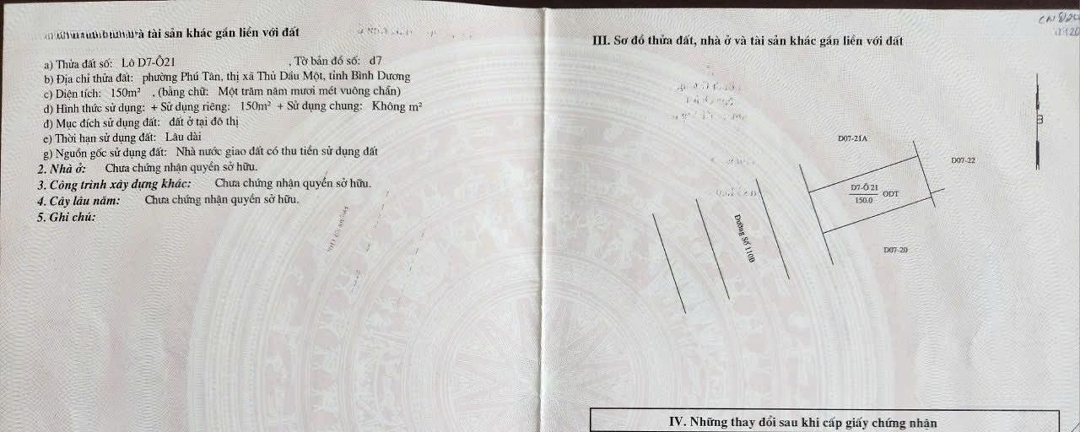 và tài sản khác gắn liền với đất
a) Thửa đất số: Lô D7-Ô21 , Tờ bản đồ số: d7
b) Địa chỉ thửa đất: phường Phú Tân, thị xã Thủ Dầu Một, tỉnh Bình Dương
c) Diện tích: 150m² , (bằng chữ: Một trăm năm mươi mét vuông chẵn)
d) Hình thức sử dụng: + Sử dụng riêng: 150m² + Sử dụng chung: Không m²
đ) Mục đích sử dụng đất: đất ở tại đô thị
e) Thời hạn sử dụng đất: Lâu dài
g) Nguồn gốc sử dụng đất: Nhà nước giao đất có thu tiền sử dụng đất
2. Nhà ở: Chưa chứng nhận quyền sở hữu.
3. Công trình xây dựng khác: Chưa chứng nhận quyền sở hữu.
4. Cây lâu năm: Chưa chứng nhận quyền sở hữu.
5. Ghi chú:
III. Sơ đồ thửa đất, nhà ở và tài sản khác gắn liền với đất
B
D07-21A
D07-22
D7-Ô 21
150.0
ODT
Đường Số 110D
D07-20
IV. Những thay đổi sau khi cấp giấy chứng nhận